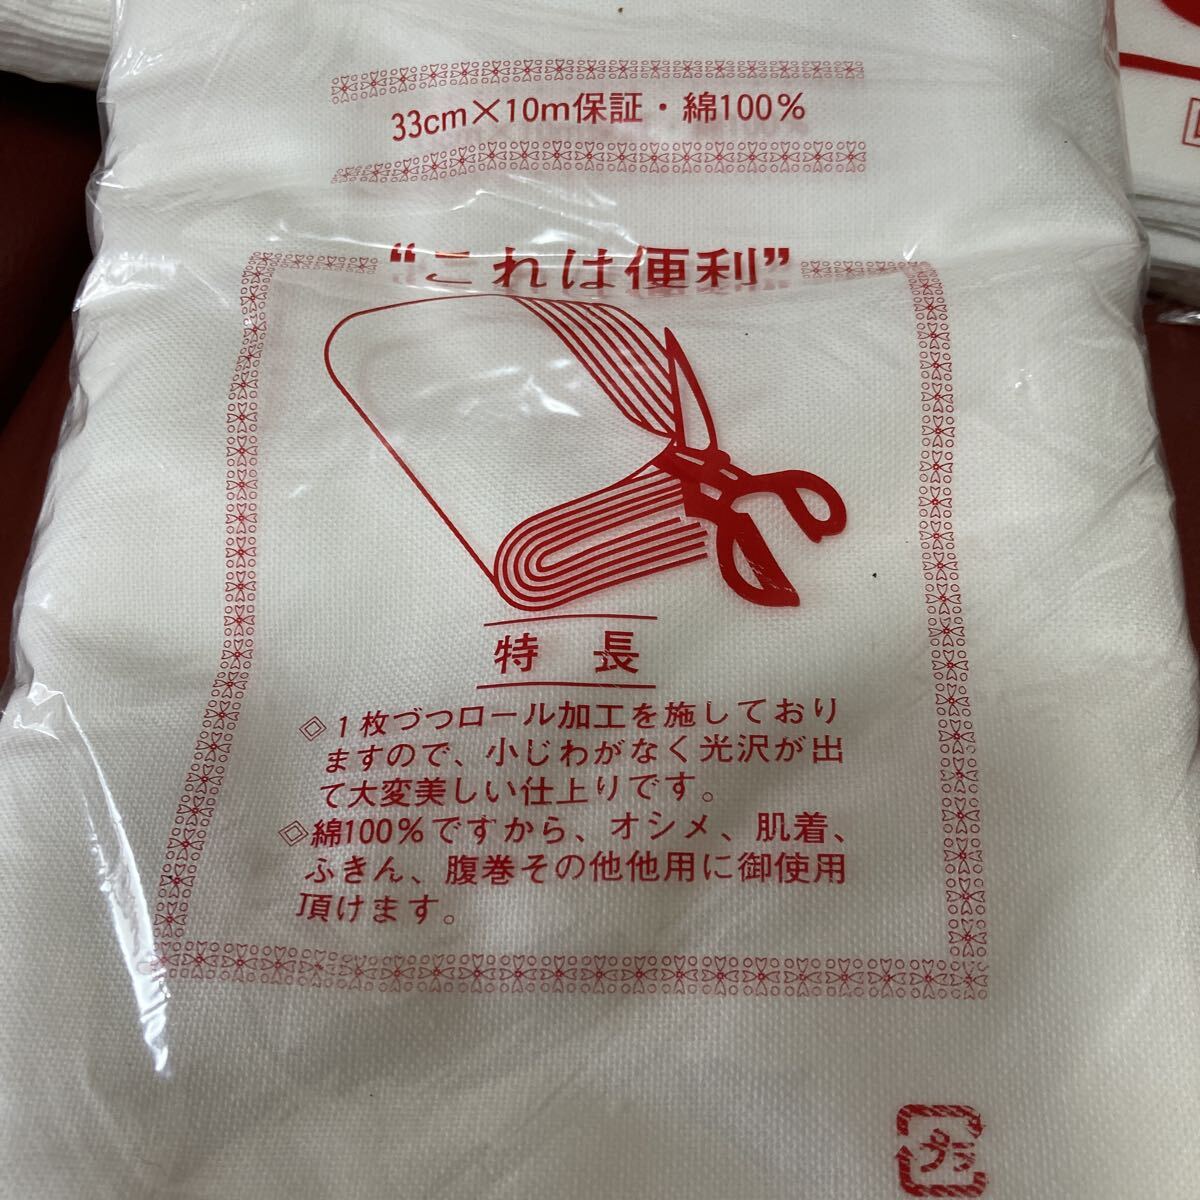 33cm×10m保証・綿100%
“これは便利”
特 長
◇1枚づつロール加工を施しており
ますので、小じわがなく光沢が出
て大変美しい仕上りです。
◇綿100%ですから、オシメ、肌着、
ふきん、腹巻その他他用に御使用
頂けます。
プラ